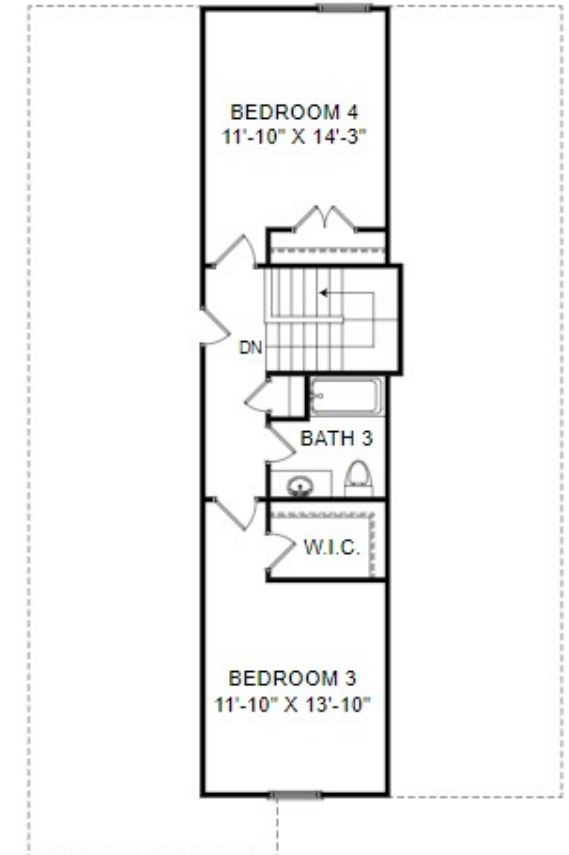 BEDROOM 4
11'-10" X 14'-3"
DN
BATH 3
W.I.C.
BEDROOM 3
11'-10" X 13'-10"